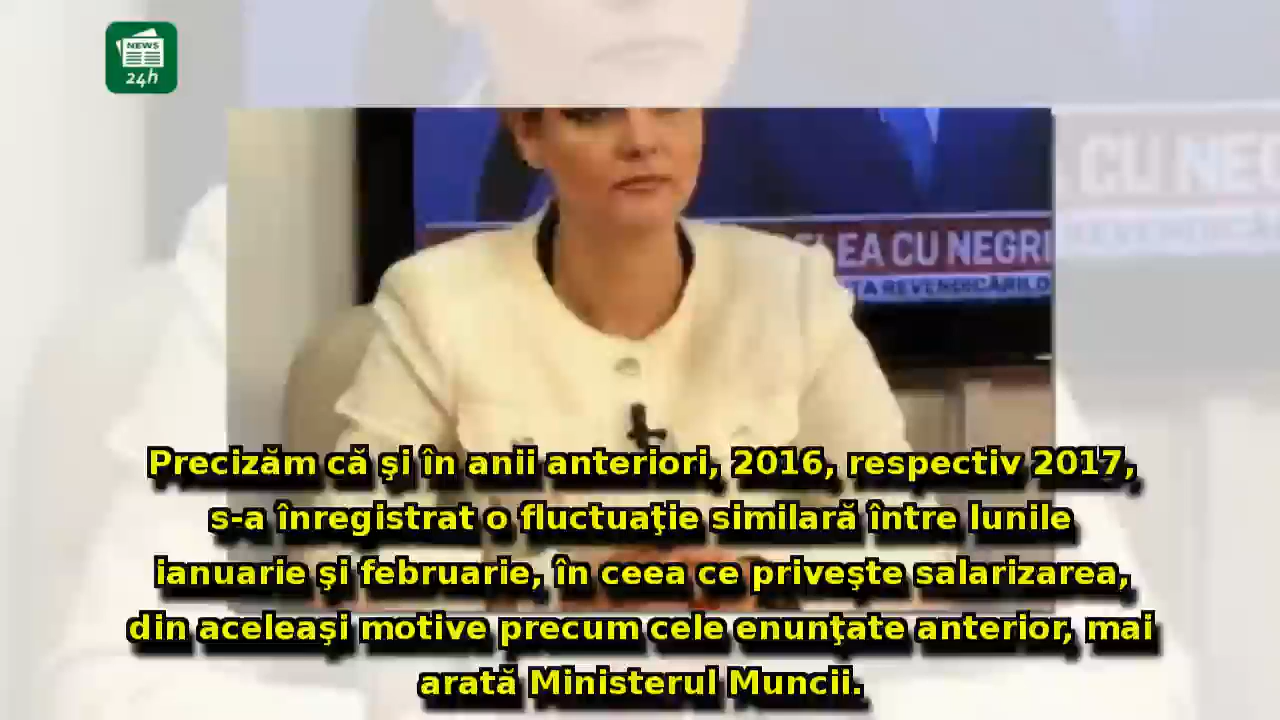 NEWS
24h
CU NEG
EA CU NEGRI
TA REVENDICĂRILO
Precizăm că şi în anii anteriori, 2016, respectiv 2017,
s-a înregistrat o fluctuaţie similară între lunile
ianuarie şi februarie, în ceea ce priveşte salarizarea,
din aceleaşi motive precum cele enunţate anterior, mai
arată Ministerul Muncii.